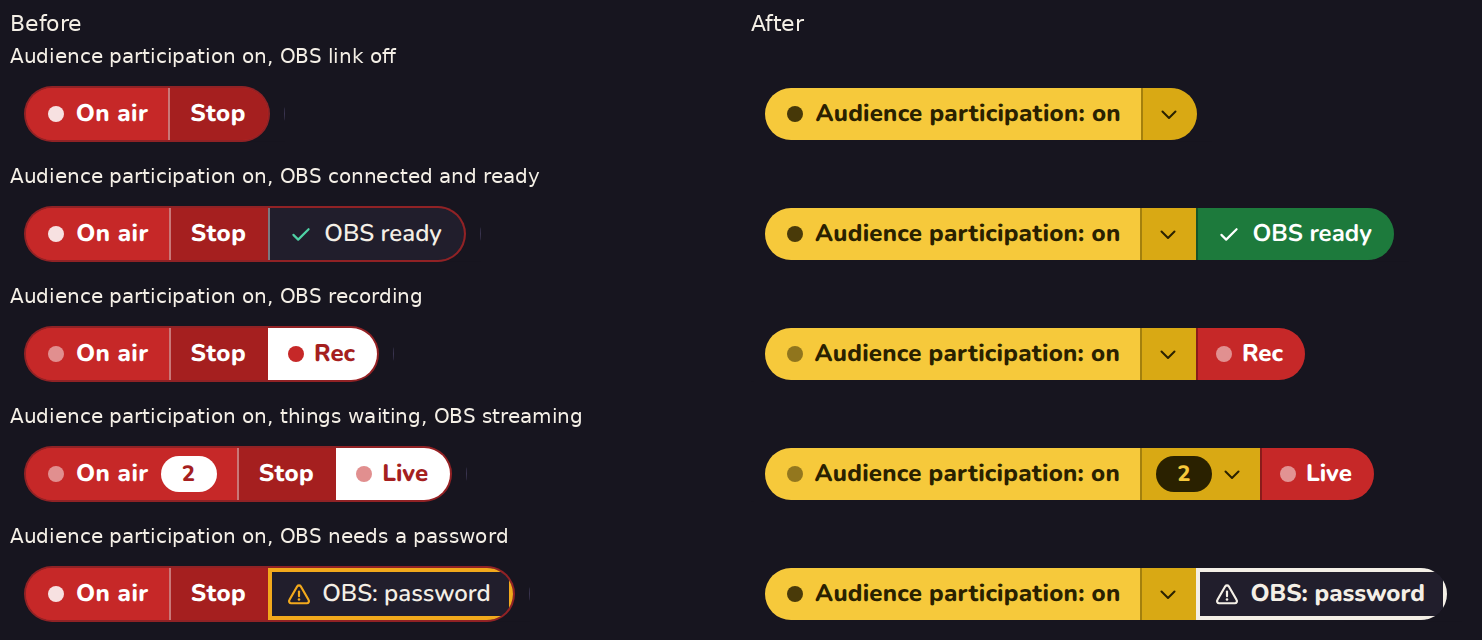 Before
After
Audience participation on, OBS link off
On air Stop
Audience participation: on
Audience participation on, OBS connected and ready
On air Stop OBS ready
Audience participation: on OBS ready
Audience participation on, OBS recording
On air Stop Rec
Audience participation: on Rec
Audience participation on, things waiting, OBS streaming
On air 2 Stop Live
Audience participation: on 2 Live
Audience participation on, OBS needs a password
On air Stop OBS: password
Audience participation: on OBS: password